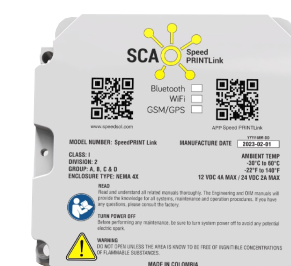 SCA Speed
PRINTLink
Bluetooth
WiFi
GSM/GPS
www.speedsol.com
APP Speed PRINTLink
YYYY-MM-DD
MODEL NUMBER: SpeedPRINT Link MANUFACTURE DATE 2023-02-01
CLASS: I AMBIENT TEMP
DIVISION: 2 -30°C to 60°C
GROUP: A, B, C & D -22°F to 140°F
ENCLOSURE TYPE: NEMA 4X 12 VDC 4A MAX / 24 VDC 2A MAX
READ
Read and understand all related manuals thoroughly. The Engineering and OIM manuals will
provide the knowledge for all systems, maintenance and operation procedures. If you have
any questions, please consult the factory.
TURN POWER OFF
Before performing any maintenance, be sure to turn system power off to avoid any potential
electric spark.
WARNING
DO NOT OPEN UNLESS THE AREA IS KNOW TO BE FREE OF INGNITIBLE CONCENTRATIONS
OF FLAMMABLE SUBSTANCES.
MADE IN COLOMBIA